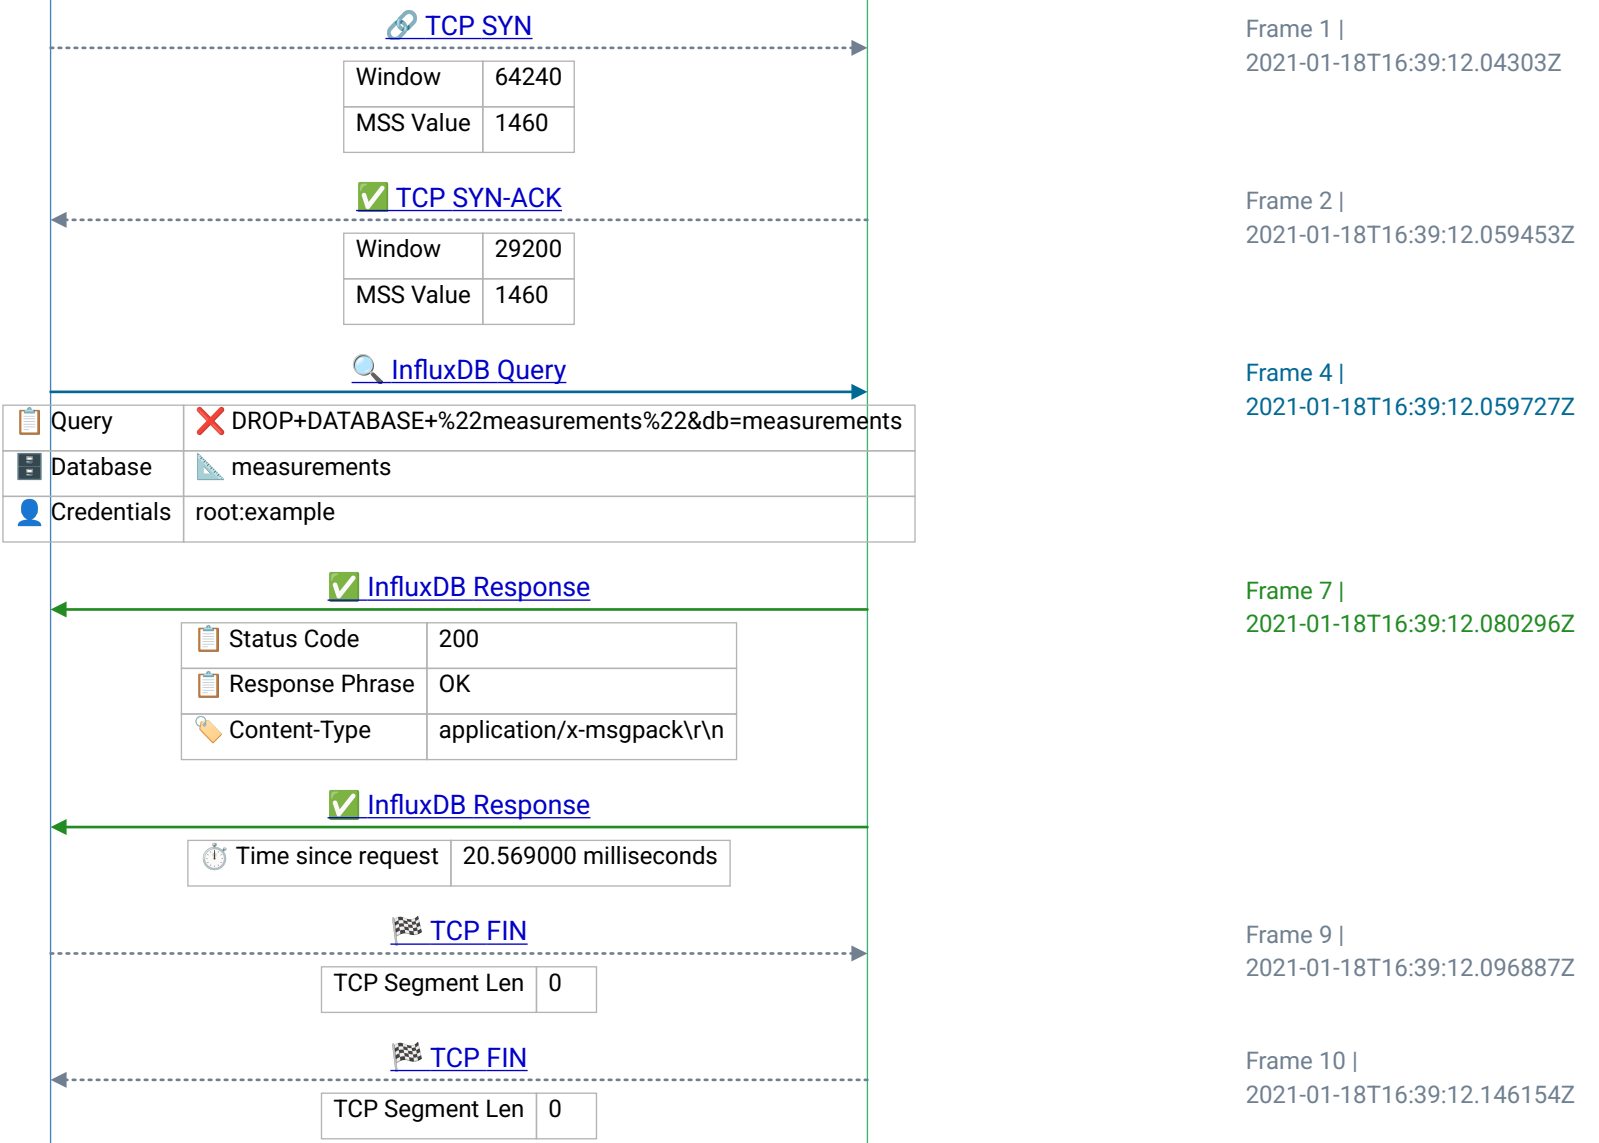 TCP SYN
Frame 1 |
2021-01-18T16:39:12.04303Z
Window 64240
MSS Value 1460
TCP SYN-ACK
Frame 2 |
2021-01-18T16:39:12.059453Z
Window 29200
MSS Value 1460
InfluxDB Query
Frame 4 |
2021-01-18T16:39:12.059727Z
Query DROP+DATABASE+%22measurements%22&db=measurements
Database measurements
Credentials root:example
InfluxDB Response
Frame 7 |
2021-01-18T16:39:12.080296Z
Status Code 200
Response Phrase OK
Content-Type application/x-msgpack\r\n
InfluxDB Response
Time since request 20.569000 milliseconds
TCP FIN
Frame 9 |
2021-01-18T16:39:12.096887Z
TCP Segment Len 0
TCP FIN
Frame 10 |
2021-01-18T16:39:12.146154Z
TCP Segment Len 0